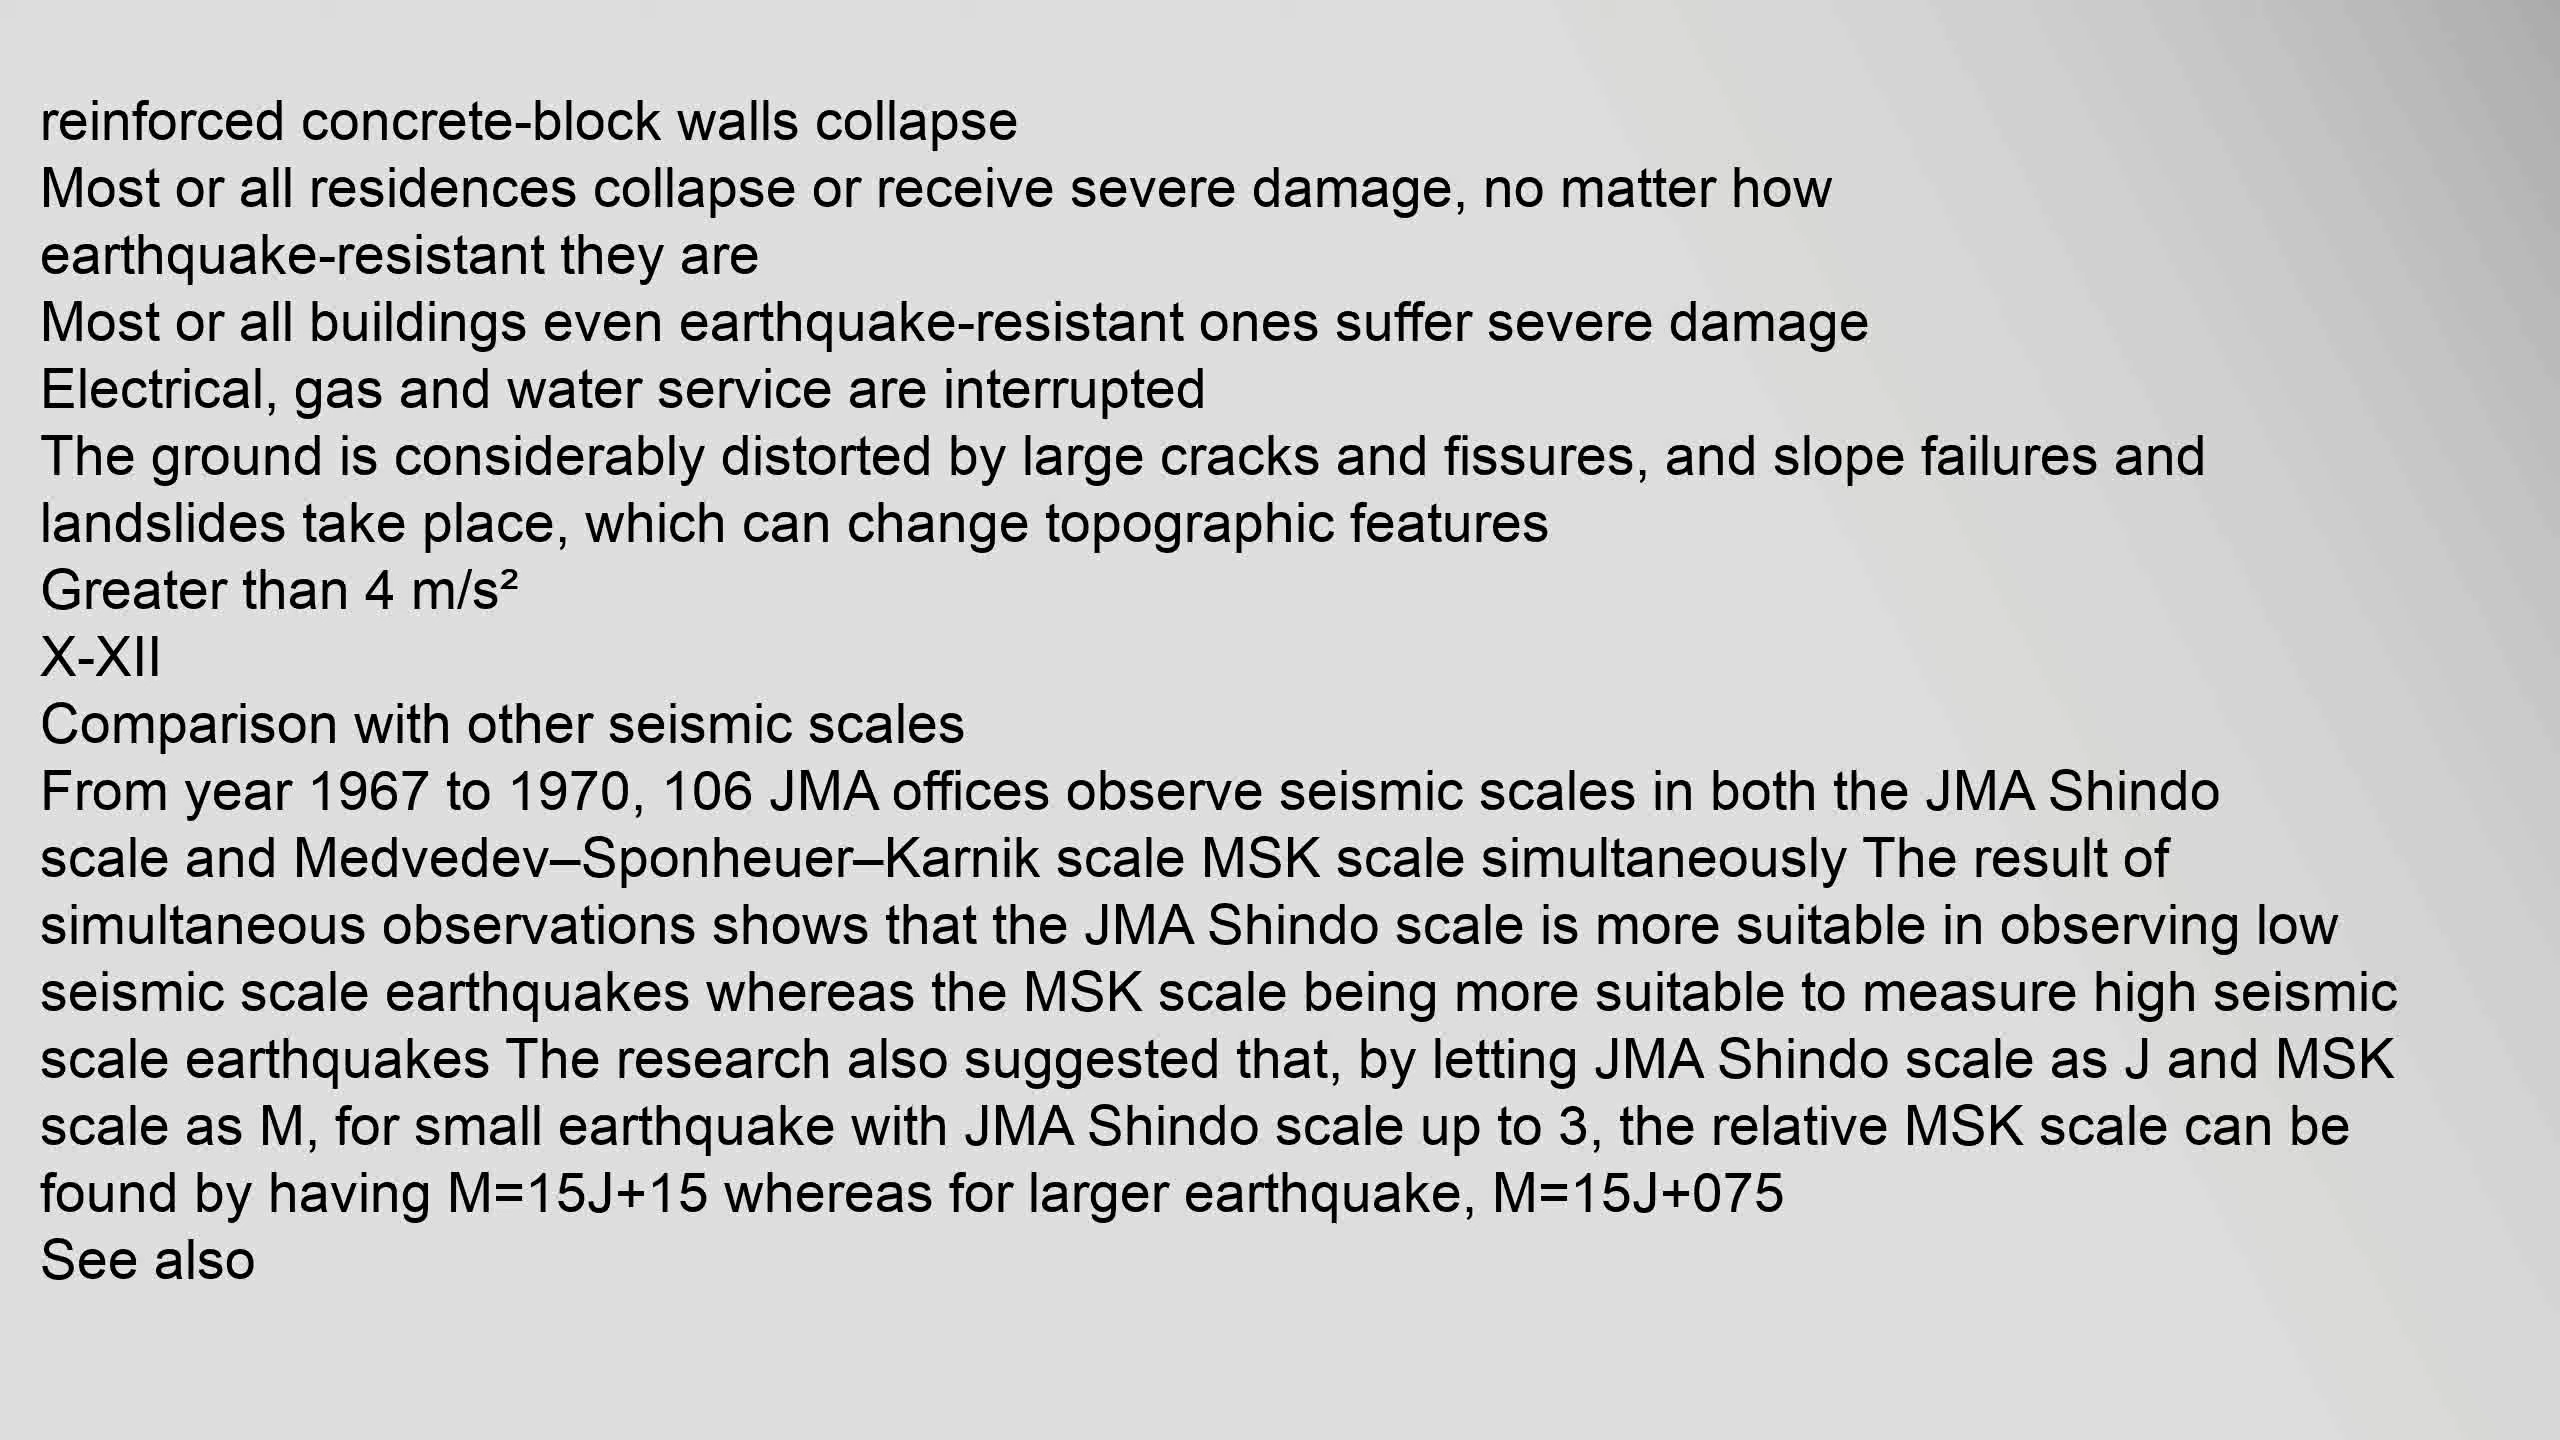 reinforced concrete-block walls collapse
Most or all residences collapse or receive severe damage, no matter how
earthquake-resistant they are
Most or all buildings even earthquake-resistant ones suffer severe damage
Electrical, gas and water service are interrupted
The ground is considerably distorted by large cracks and fissures, and slope failures and
landslides take place, which can change topographic features
Greater than 4 m/s²
X-XII
Comparison with other seismic scales
From year 1967 to 1970, 106 JMA offices observe seismic scales in both the JMA Shindo
scale and Medvedev–Sponheuer–Karnik scale MSK scale simultaneously The result of
simultaneous observations shows that the JMA Shindo scale is more suitable in observing low
seismic scale earthquakes whereas the MSK scale being more suitable to measure high seismic
scale earthquakes The research also suggested that, by letting JMA Shindo scale as J and MSK
scale as M, for small earthquake with JMA Shindo scale up to 3, the relative MSK scale can be
found by having M=15J+15 whereas for larger earthquake, M=15J+075
See also